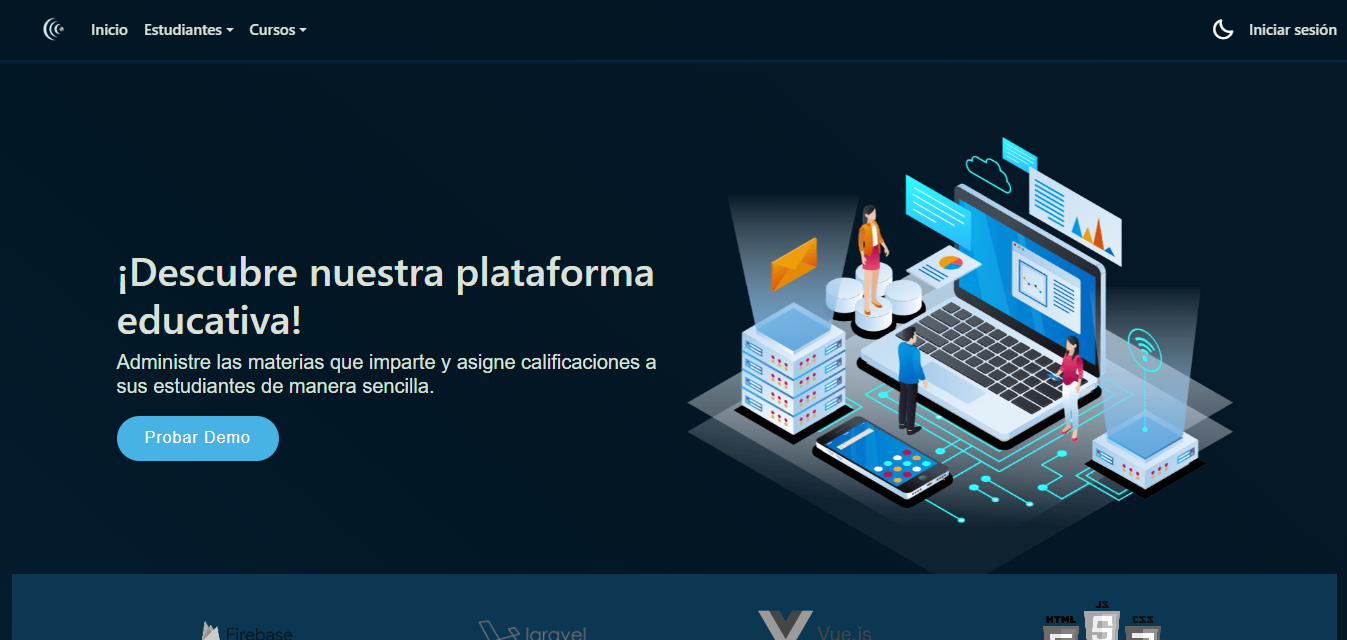 Inicio Estudiantes Cursos Iniciar sesión
¡Descubre nuestra plataforma
educativa!
Administre las materias que imparte y asigne calificaciones a
sus estudiantes de manera sencilla.
Probar Demo
Firebase laravel Vue.js HTML JS CSS